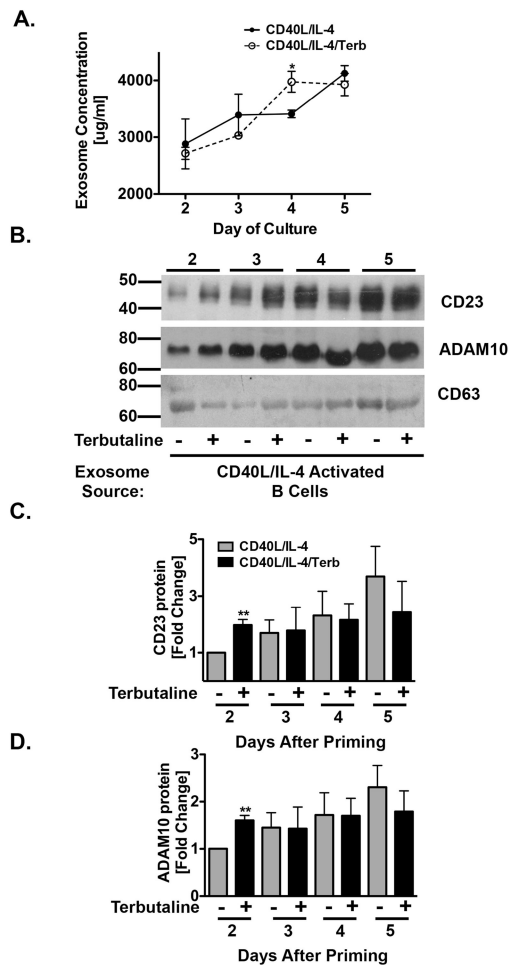 A.
CD40L/IL-4
CD40L/IL-4/Terb
Exosome Concentration
[ug/ml]
4000
3000
2000
*
2 3 4 5
Day of Culture
B.
2 3 4 5
50
40
CD23
80
60
ADAM10
80
60
CD63
Terbutaline - + - + - + - +
Exosome Source:
CD40L/IL-4 Activated
B Cells
C.
CD40L/IL-4
CD40L/IL-4/Terb
CD23 protein
[Fold Change]
5
3
1
**
Terbutaline - + - + - + - +
2 3 4 5
Days After Priming
D.
ADAM10 protein
[Fold Change]
3
2
1
0
**
Terbutaline - + - + - + - +
2 3 4 5
Days After Priming